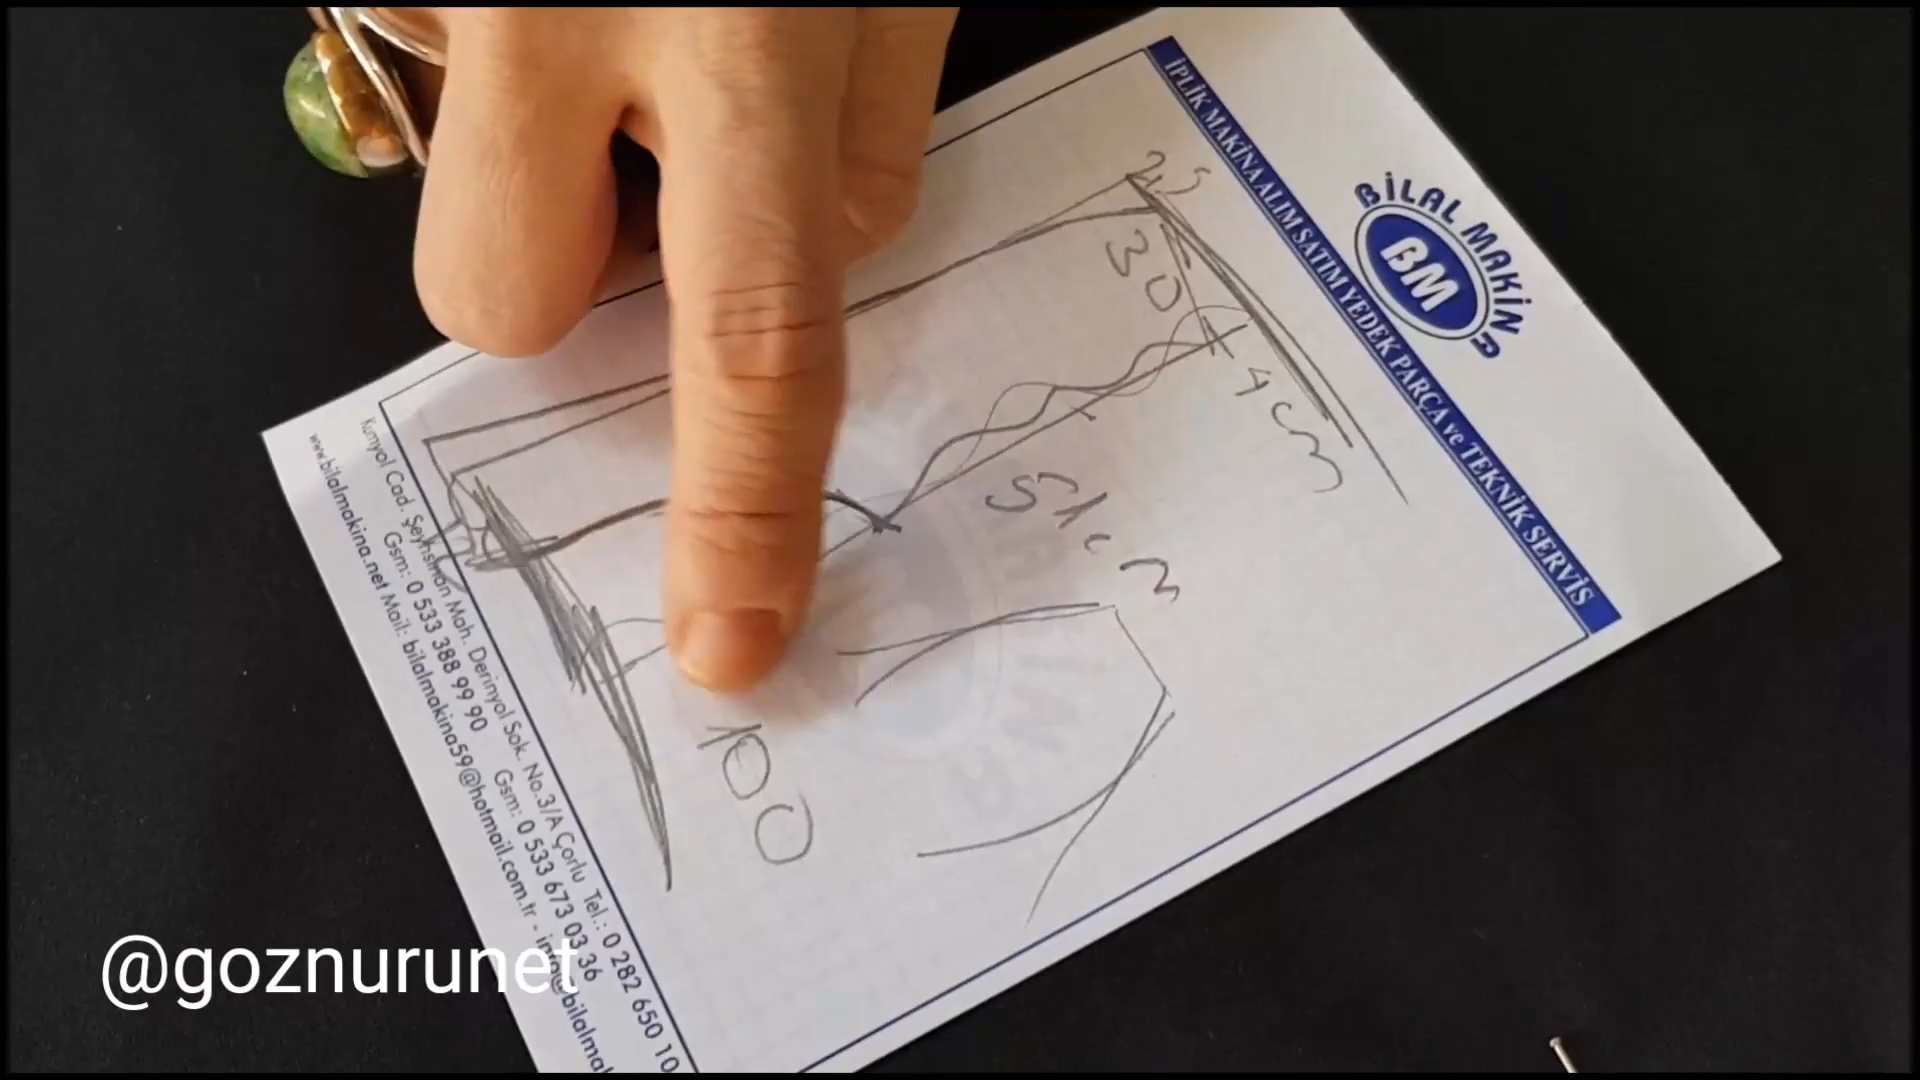 BİLAL MAKİNA
BM
İPLİK MAKİNA ALIM SATIM YEDEK PARÇA ve TEKNİK SERVİS
30
4cm
51cm
100
Kumyol Cad. Şeyhsinan Mah. Derinyol Sok. No.3/A Çorlu Tel.: 0 282 650 10
Gsm: 0 533 388 99 90 Gsm: 0 533 673 03 36
www.bilalmakina.net Mail: bilalmakina59@hotmail.com.tr -
@goznurunet